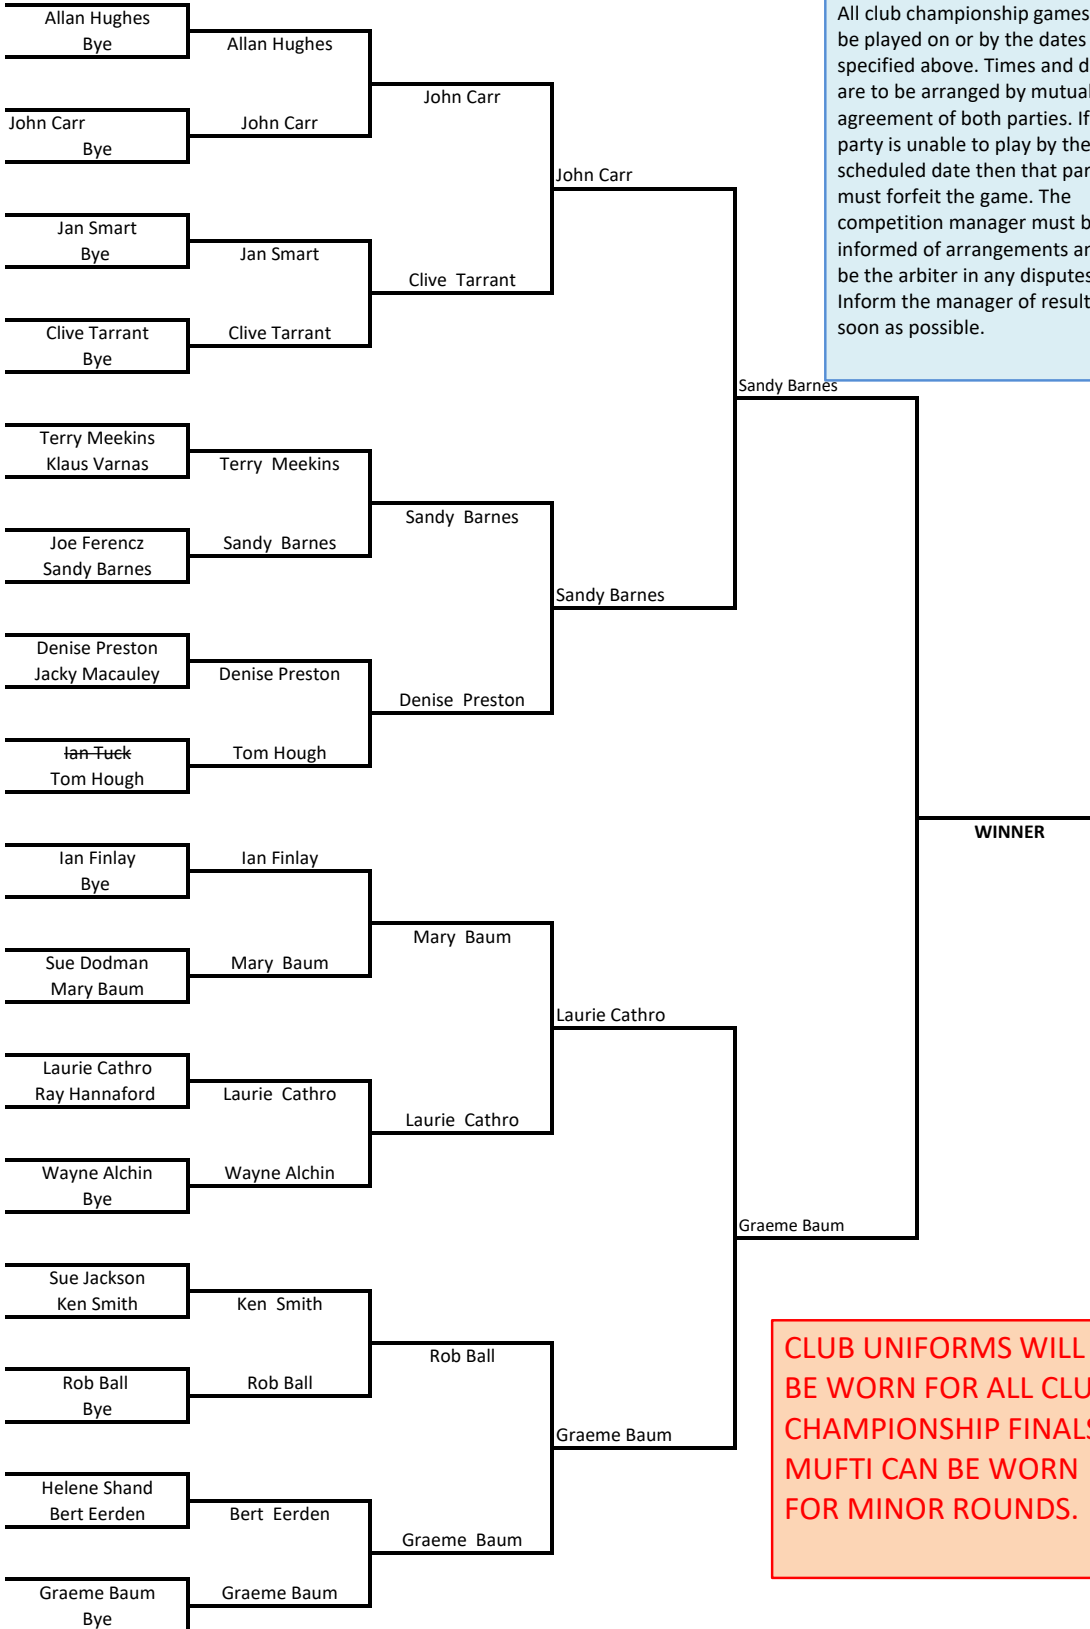 Allan Hughes
Bye
Allan Hughes
John Carr
John Carr
Bye
John Carr
John Carr
Jan Smart
Bye
Jan Smart
Clive Tarrant
Clive Tarrant
Bye
Clive Tarrant
Sandy Barnes
Terry Meekins
Klaus Varnas
Terry Meekins
Sandy Barnes
Joe Ferencz
Sandy Barnes
Sandy Barnes
Sandy Barnes
Denise Preston
Jacky Macauley
Denise Preston
Denise Preston
Ian Tuck
Tom Hough
Tom Hough
WINNER
Ian Finlay
Bye
Ian Finlay
Mary Baum
Sue Dodman
Mary Baum
Mary Baum
Laurie Cathro
Laurie Cathro
Ray Hannaford
Laurie Cathro
Laurie Cathro
Wayne Alchin
Bye
Wayne Alchin
Graeme Baum
Sue Jackson
Ken Smith
Ken Smith
Rob Ball
Rob Ball
Bye
Rob Ball
Graeme Baum
Helene Shand
Bert Eerden
Bert Eerden
Graeme Baum
Graeme Baum
Bye
Graeme Baum
All club championship games
be played on or by the dates
specified above. Times and d
are to be arranged by mutual
agreement of both parties. If
party is unable to play by the
scheduled date then that par
must forfeit the game. The
competition manager must b
informed of arrangements ar
be the arbiter in any disputes
Inform the manager of result
soon as possible.
CLUB UNIFORMS WILL
BE WORN FOR ALL CLU
CHAMPIONSHIP FINALS
MUFTI CAN BE WORN
FOR MINOR ROUNDS.